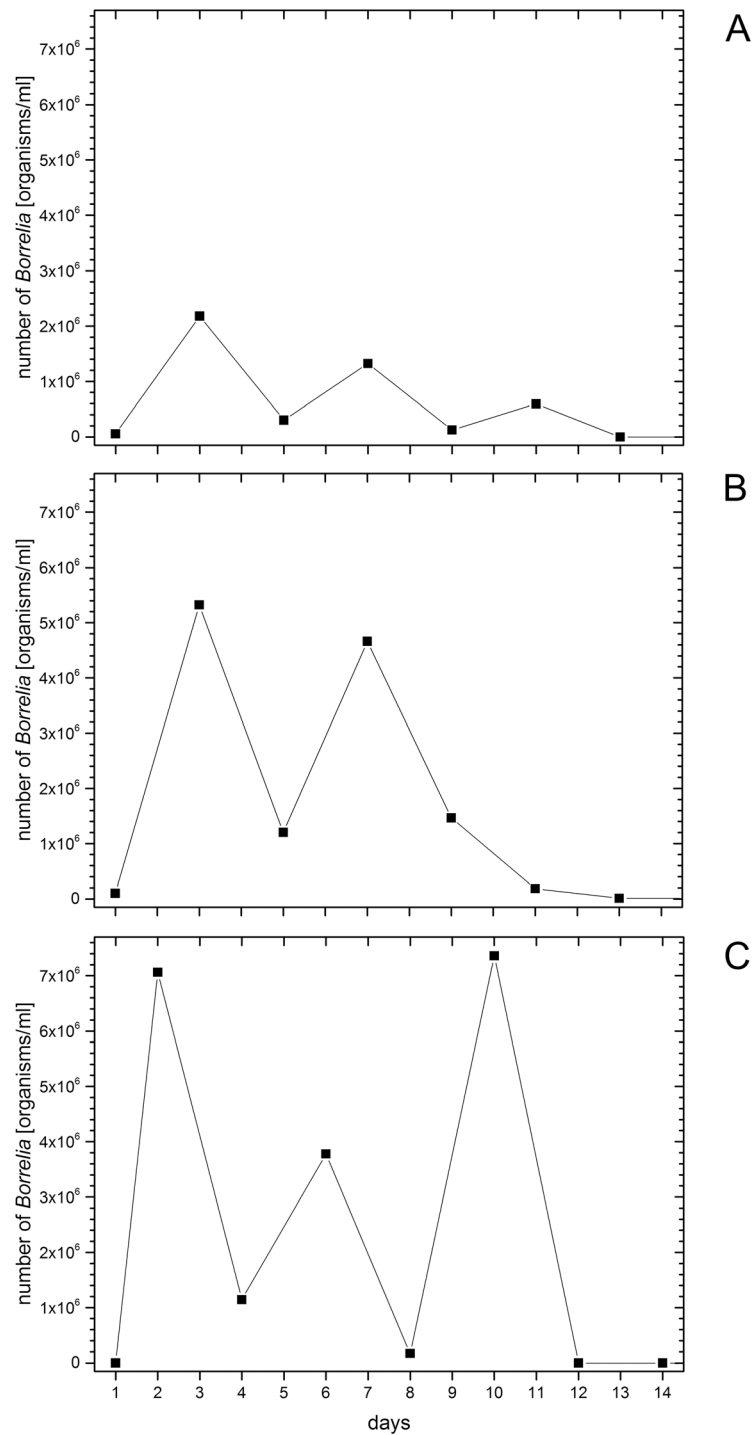 A
number of Borrelia [organisms/ml]
7x10⁶
6x10⁶
5x10⁶
4x10⁶
3x10⁶
2x10⁶
1x10⁶
0
B
number of Borrelia [organisms/ml]
7x10⁶
6x10⁶
5x10⁶
4x10⁶
3x10⁶
2x10⁶
1x10⁶
0
C
number of Borrelia [organisms/ml]
7x10⁶
6x10⁶
5x10⁶
4x10⁶
3x10⁶
2x10⁶
1x10⁶
0
1 2 3 4 5 6 7 8 9 10 11 12 13 14
days